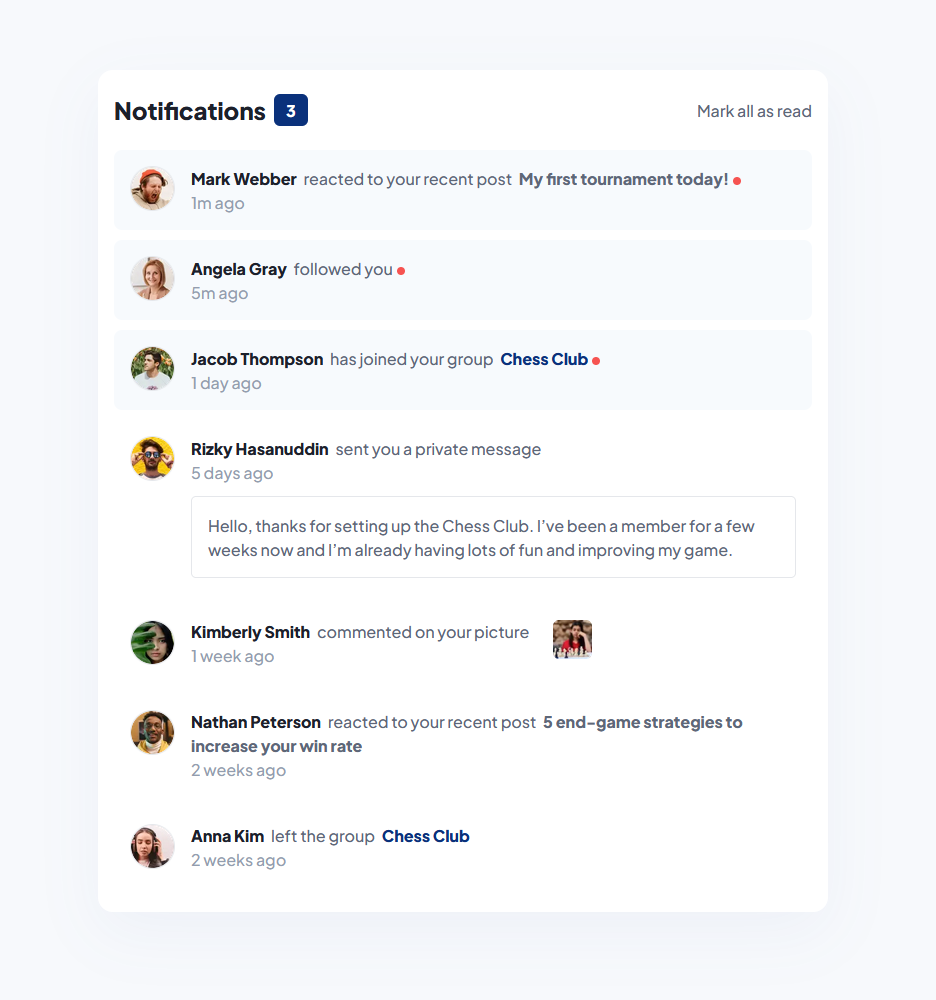 Notifications 3
Mark all as read
Mark Webber reacted to your recent post My first tournament today!
1m ago
Angela Gray followed you
5m ago
Jacob Thompson has joined your group Chess Club
1 day ago
Rizky Hasanuddin sent you a private message
5 days ago
Hello, thanks for setting up the Chess Club. I’ve been a member for a few
weeks now and I’m already having lots of fun and improving my game.
Kimberly Smith commented on your picture
1 week ago
Nathan Peterson reacted to your recent post 5 end-game strategies to
increase your win rate
2 weeks ago
Anna Kim left the group Chess Club
2 weeks ago